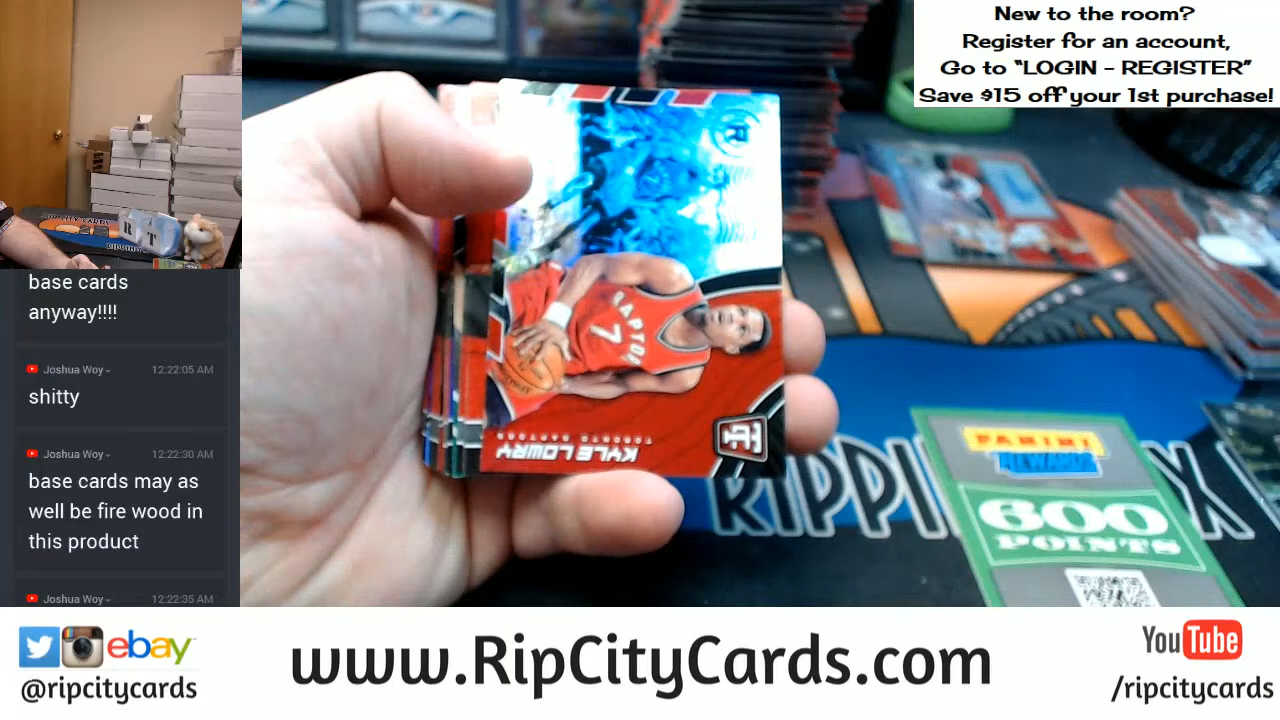 New to the room?
Register for an account,
Go to "LOGIN - REGISTER"
Save $15 off your 1st purchase!
R T
base cards
anyway!!!!
Joshua Woy
12:22:05 AM
shitty
Joshua Woy
12:22:30 AM
base cards may as
well be fire wood in
this product
Joshua Woy
12:22:35 AM
RAPTO
7
KYLE LOWRY
TORONTO RAPTORS
PANINI
REWARDS
600
POINTS
RIPPI
ebay
@ripcitycards
www.RipCityCards.com
YouTube
/ripcitycards